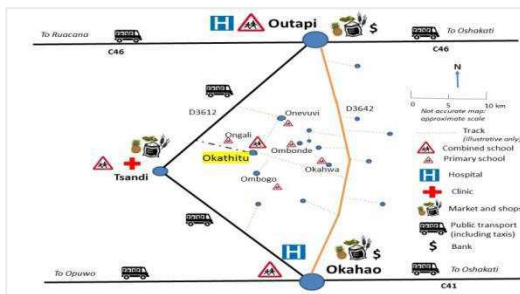 To Ruacana
Outapi
$
To Oshakati
C46
C46
N
D3612
Onevuvi
D3642
0 5 10 km
Not accurate map:
approximate scale
Ongali
Ombonde
Track
(illustrative only)
Okathitu
Combined school
Primary school
Okahwa
H Hospital
Tsandi
Ombogo
Clinic
Market and shops
Public transport
(including taxis)
H
$
$ Bank
To Opuwo
Okahao
To Oshakati
C41
H